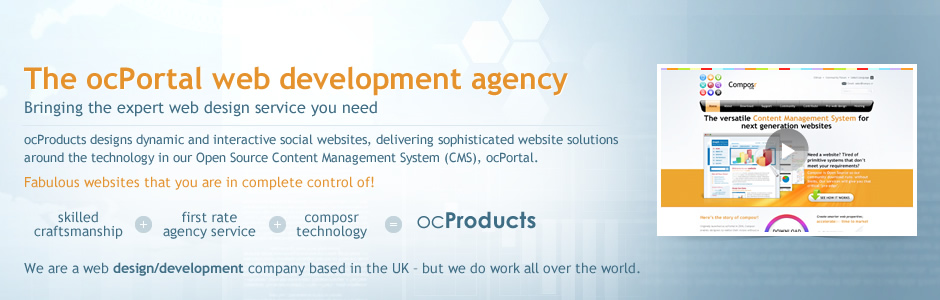 The ocPortal web development agency
Bringing the expert web design service you need
ocProducts designs dynamic and interactive social websites, delivering sophisticated website solutions
around the technology in our Open Source Content Management System (CMS), ocPortal.
Fabulous websites that you are in complete control of!
skilled
craftsmanship
+
first rate
agency service
+
composr
technology
=
ocProducts
We are a web design/development company based in the UK – but we do work all over the world.
Compos
The versatile Content Management System for
next generation websites
Need a website? Tired of
primitive systems that don't
meet your requirements?
SEE HOW IT WORKS
Here's the story of composr
DOWNLOAD